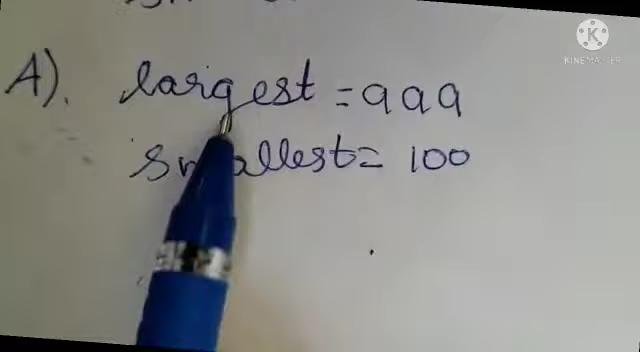 A). largest = 999
smallest = 100
KINEMASTER